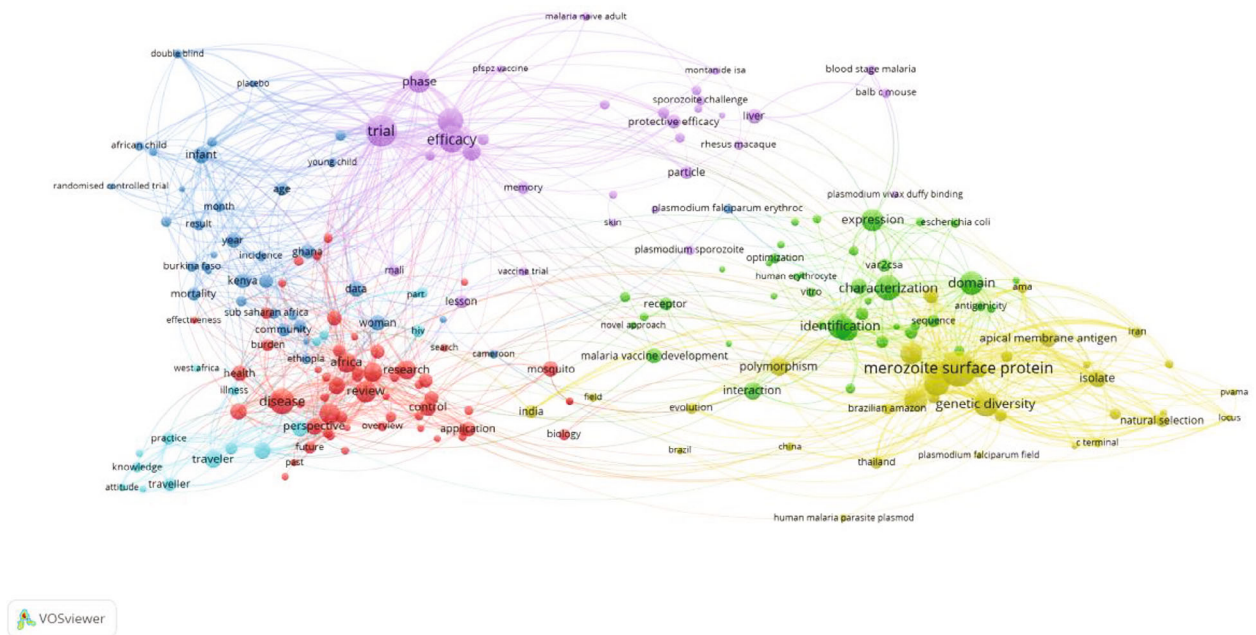 malaria naive adult
double blind
placebo
phase
pfspz vaccine
montanide isa
blood stage malaria
balb c mouse
sporozoite challenge
liver
protective efficacy
trial
efficacy
african child
infant
young child
rhesus macaque
particle
randomised controlled trial
age
memory
plasmodium vivax duffy binding
month
plasmodium falciparum erythroc
result
skin
expression
escherichia coli
year
incidence
ghana
plasmodium sporozoite
optimization
burkina faso
mali
vaccine trial
human erythrocyte
var2csa
kenya
data
part
vitro
characterization
domain
ama
mortality
lesson
receptor
antigenicity
sub saharan africa
effectiveness
community
woman
hiv
novel approach
identification
sequence
iran
burden
search
cameroon
malaria vaccine development
apical membrane antigen
west africa
ethiopia
africa
health
research
mosquito
polymorphism
merozoite surface protein
isolate
illness
review
interaction
pvama
disease
control
india
field
evolution
brazilian amazon
genetic diversity
locus
natural selection
perspective
overview
application
biology
practice
future
brazil
china
c terminal
traveler
past
thailand
plasmodium falciparum field
knowledge
attitude
traveller
human malaria parasite plasmod
VOSviewer